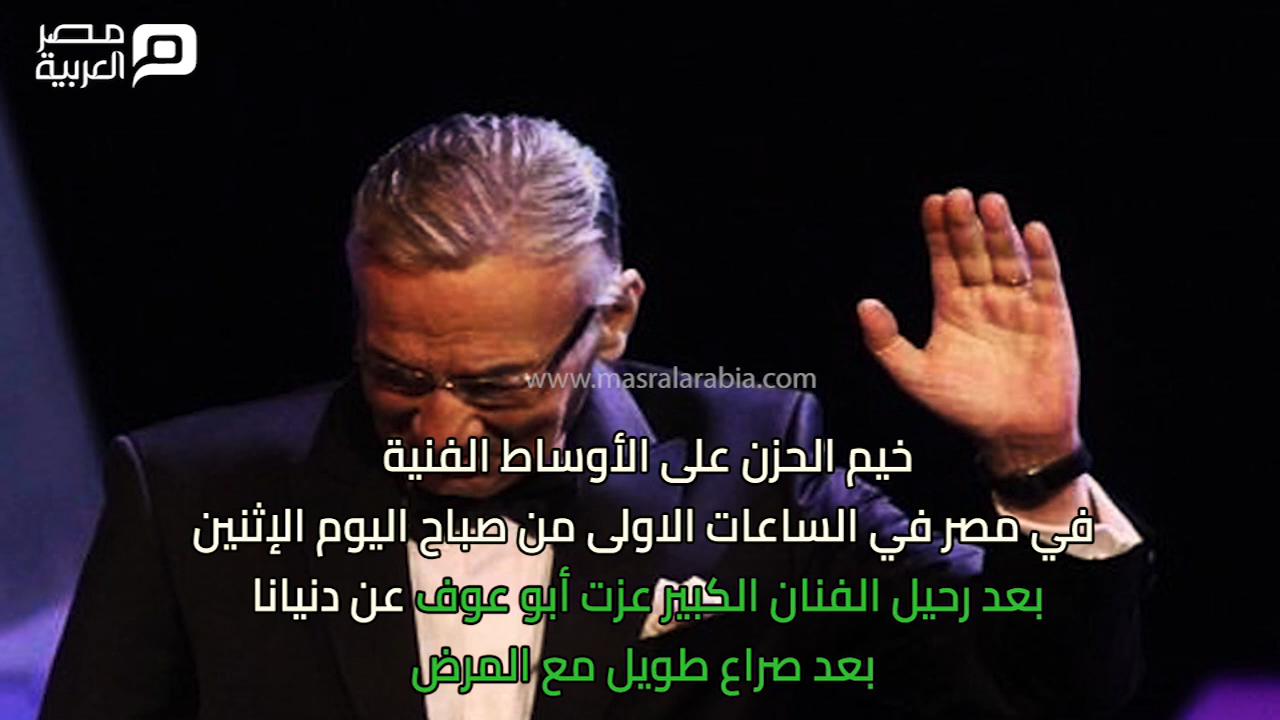 مصر
العربية
www.masralarabia.com
خيم الحزن على الأوساط الفنية
في مصر في الساعات الاولى من صباح اليوم الإثنين
بعد رحيل الفنان الكبير عزت أبو عوف عن دنيانا
بعد صراع طويل مع المرض